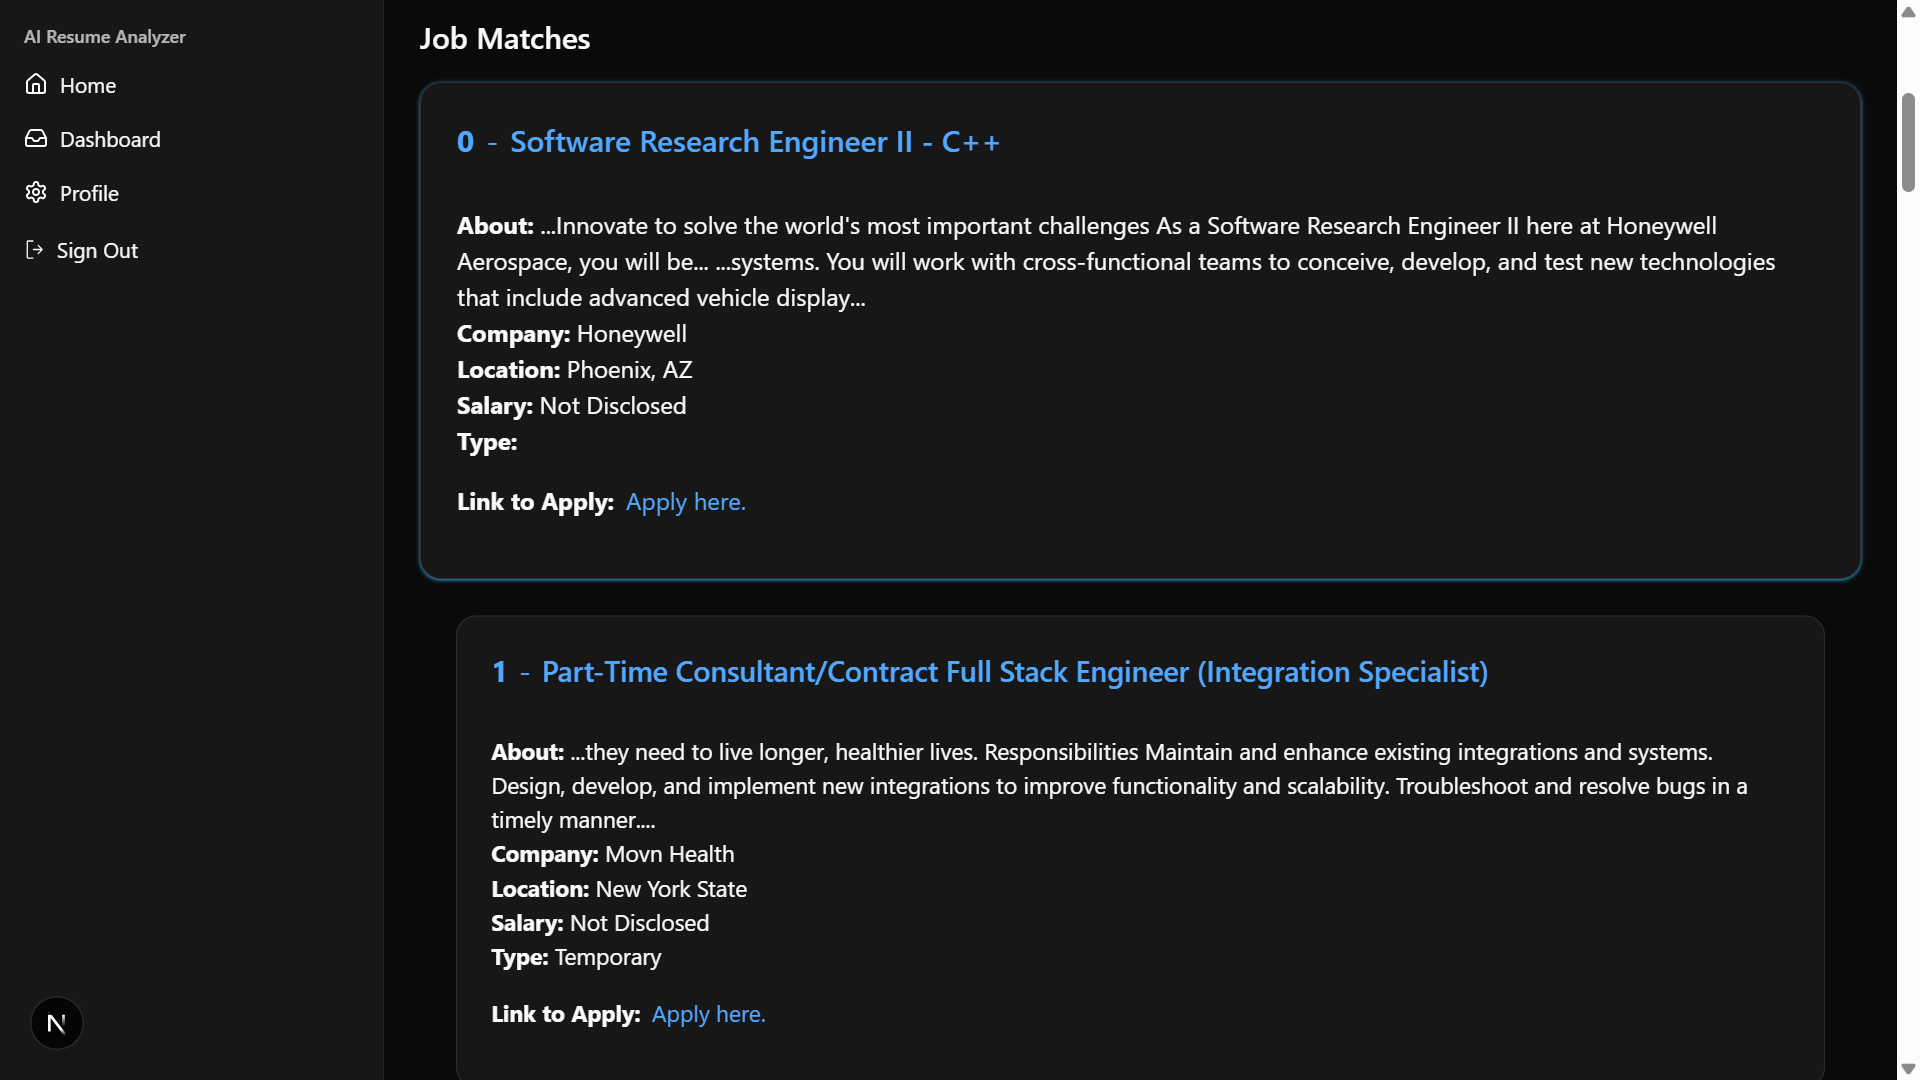 AI Resume Analyzer
Home
Dashboard
Profile
Sign Out
N
Job Matches
0 - Software Research Engineer II - C++
About: ...Innovate to solve the world's most important challenges As a Software Research Engineer II here at Honeywell
Aerospace, you will be... ...systems. You will work with cross-functional teams to conceive, develop, and test new technologies
that include advanced vehicle display...
Company: Honeywell
Location: Phoenix, AZ
Salary: Not Disclosed
Type:
Link to Apply: Apply here.
1 - Part-Time Consultant/Contract Full Stack Engineer (Integration Specialist)
About: ...they need to live longer, healthier lives. Responsibilities Maintain and enhance existing integrations and systems.
Design, develop, and implement new integrations to improve functionality and scalability. Troubleshoot and resolve bugs in a
timely manner....
Company: Movn Health
Location: New York State
Salary: Not Disclosed
Type: Temporary
Link to Apply: Apply here.